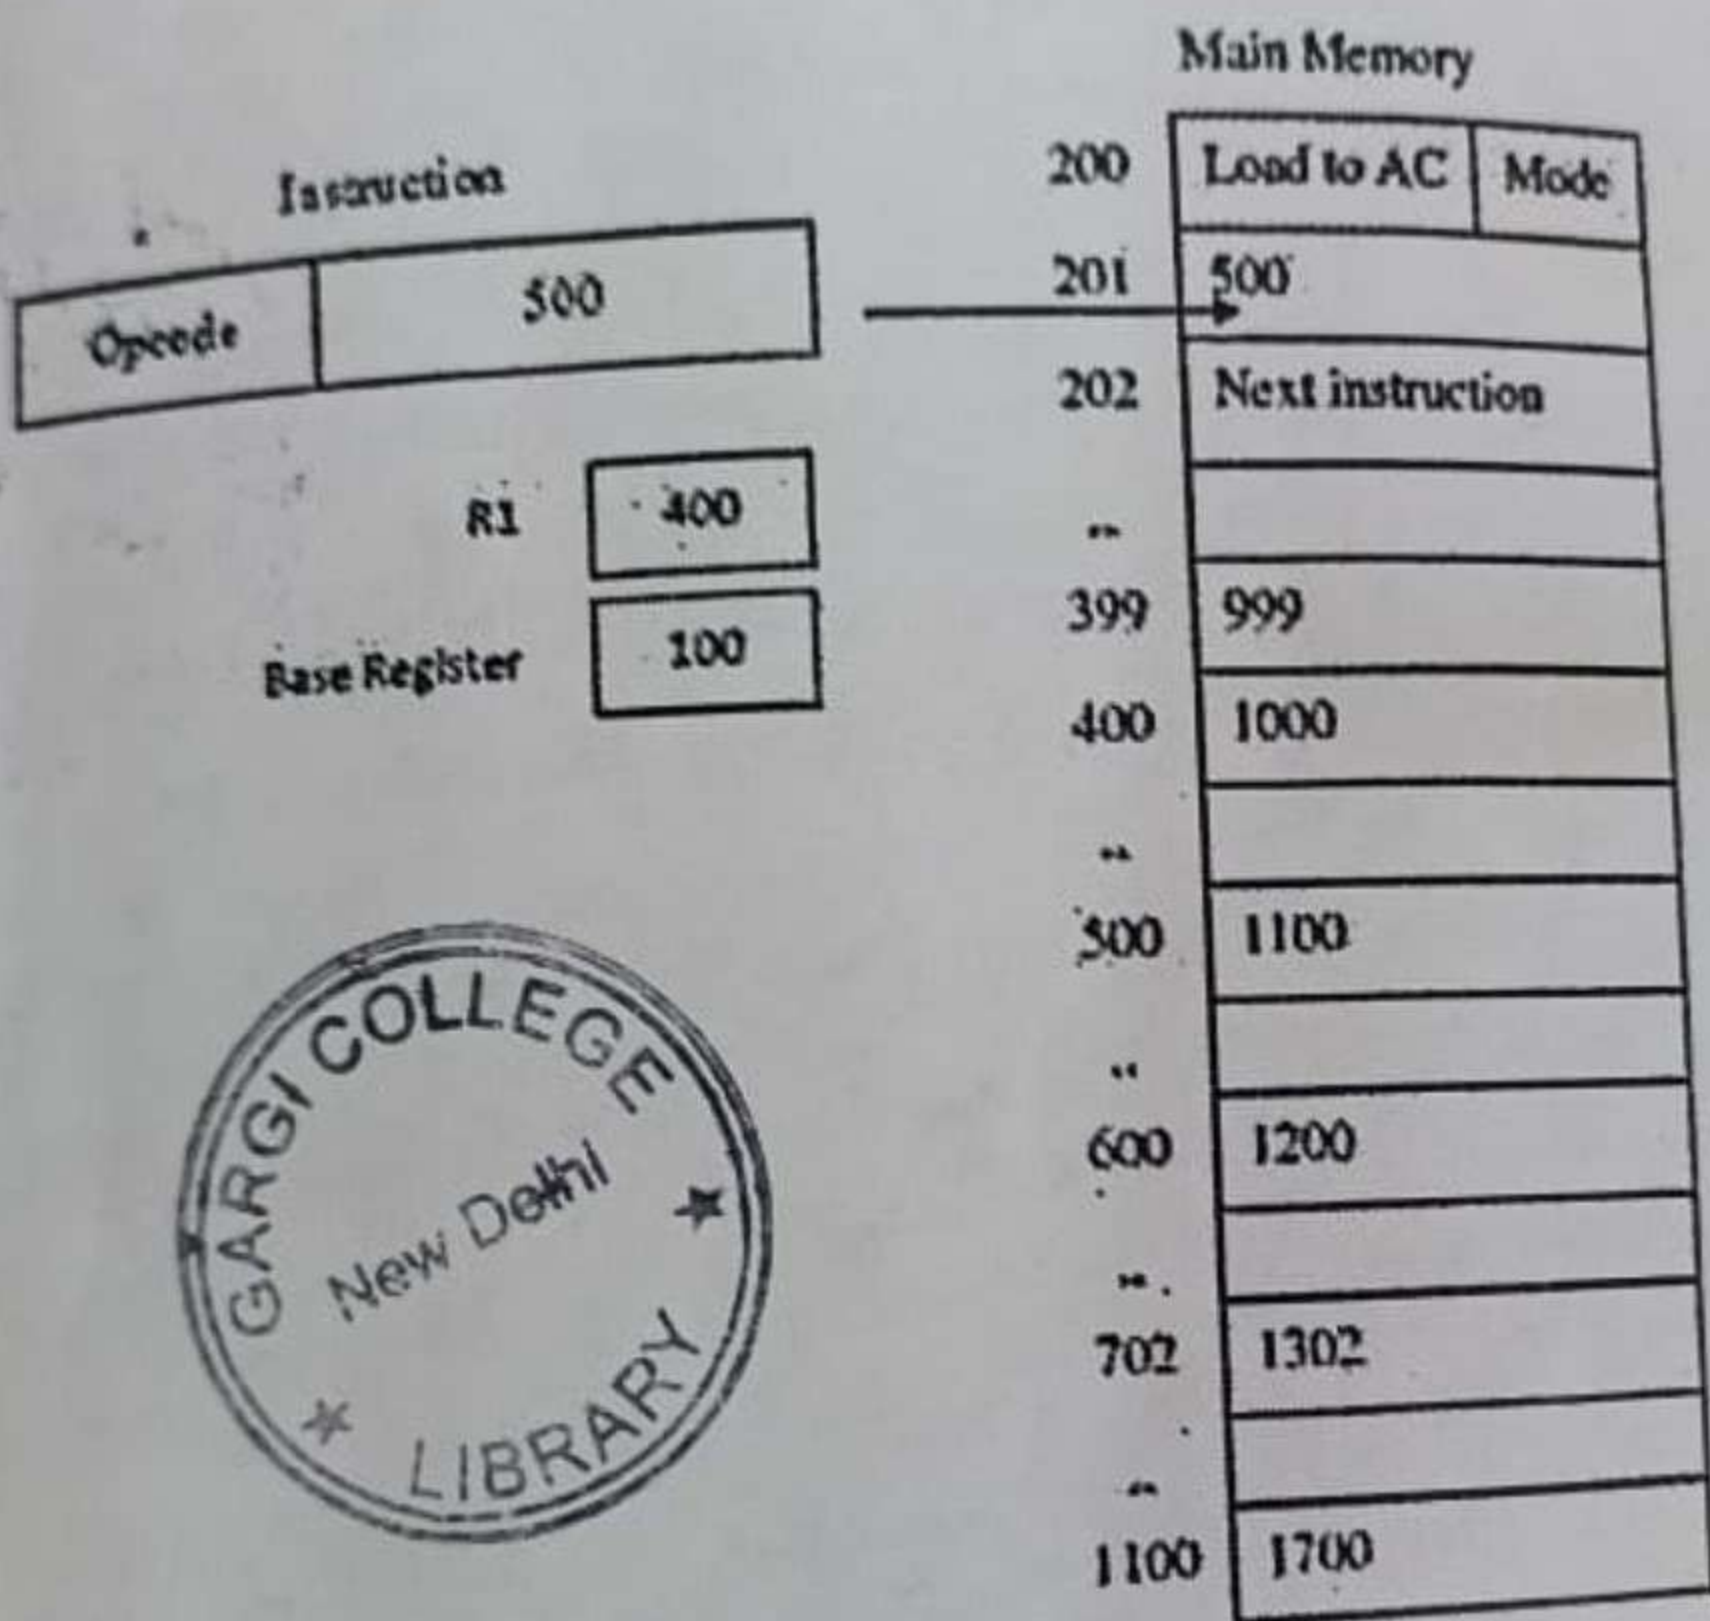 Main Memory
Instruction
Opcode 500
R1 400
Base Register 100
200 Load to AC Mode
201 500
202 Next instruction
399 999
400 1000
500 1100
600 1200
702 1302
1100 1700
GARGI COLLEGE
New Delhi
LIBRARY